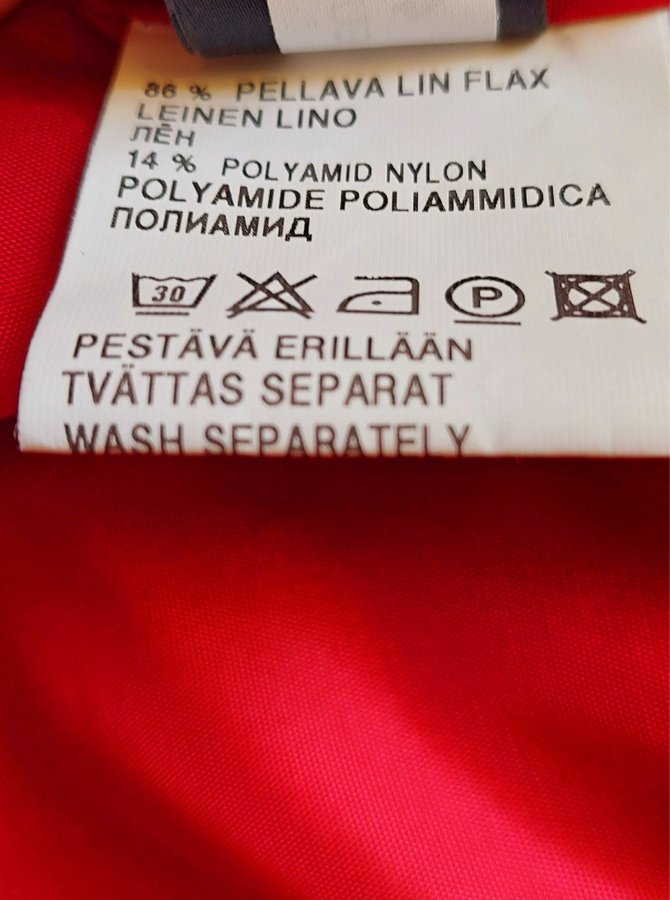 86 % PELLAVA LIN FLAX
LEINEN LINO
ЛЁН
14 % POLYAMID NYLON
POLYAMIDE POLIAMMIDICA
ПОЛИАМИД
30 P
PESTÄVÄ ERILLÄÄN
TVÄTTAS SEPARAT
WASH SEPARATELY